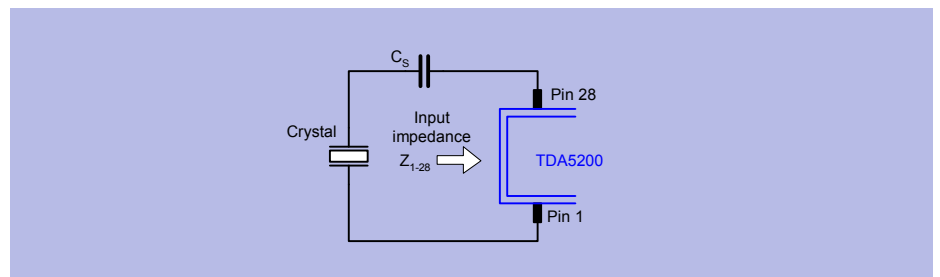 C_S
Pin 28
Input
impedance
Crystal
Z_1-28
TDA5200
Pin 1